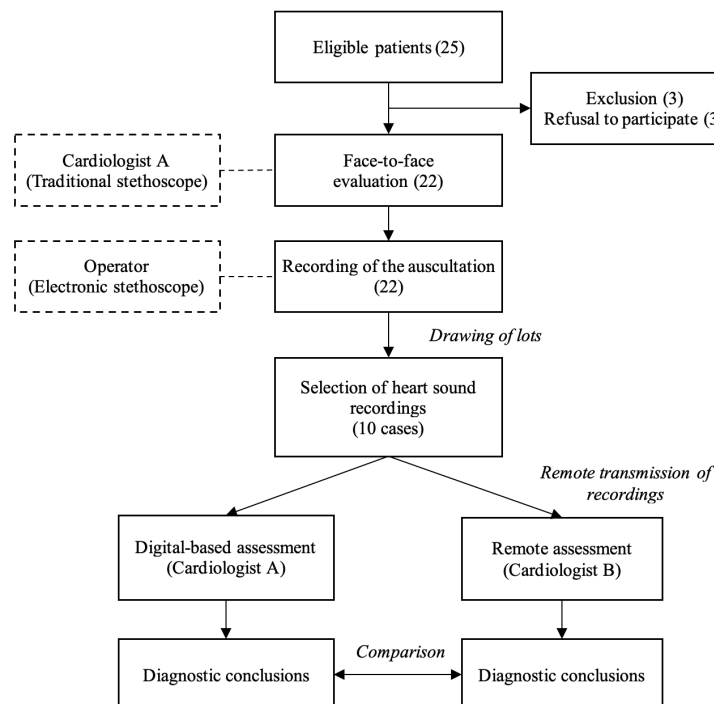 Eligible patients (25)
Exclusion (3)
Refusal to participate (3
Cardiologist A
(Traditional stethoscope)
Face-to-face
evaluation (22)
Operator
(Electronic stethoscope)
Recording of the auscultation
(22)
Drawing of lots
Selection of heart sound
recordings
(10 cases)
Remote transmission of
recordings
Digital-based assessment
(Cardiologist A)
Remote assessment
(Cardiologist B)
Diagnostic conclusions
Comparison
Diagnostic conclusions